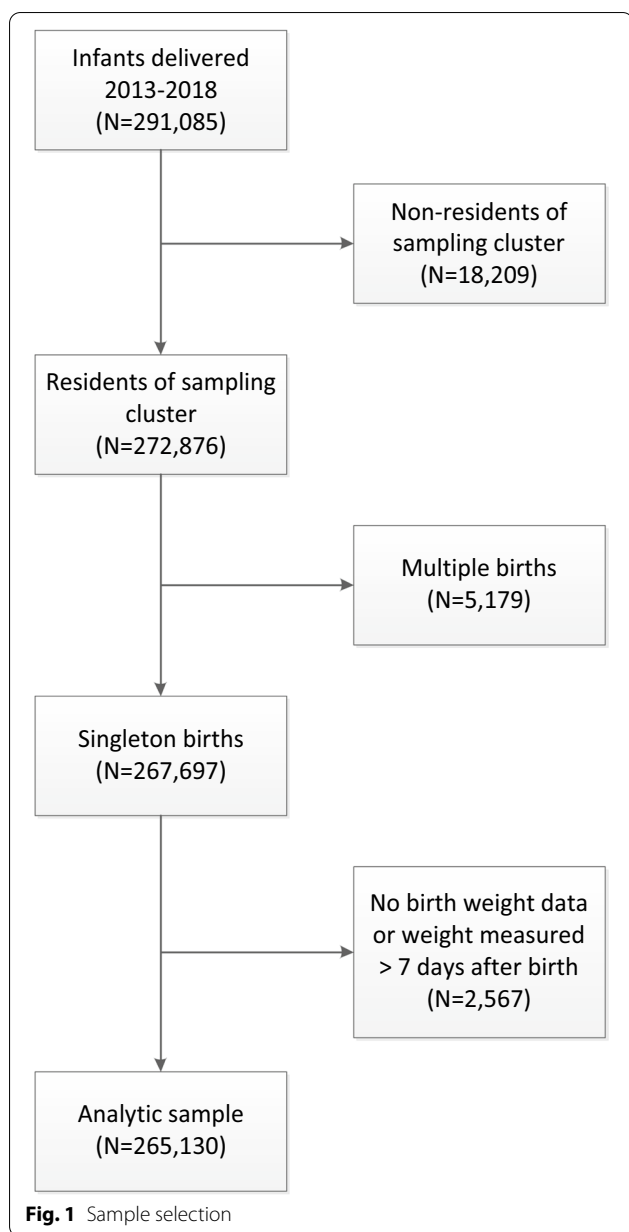 Infants delivered
2013-2018
(N=291,085)
Non-residents of
sampling cluster
(N=18,209)
Residents of sampling
cluster
(N=272,876)
Multiple births
(N=5,179)
Singleton births
(N=267,697)
No birth weight data
or weight measured
> 7 days after birth
(N=2,567)
Analytic sample
(N=265,130)
Fig. 1 Sample selection